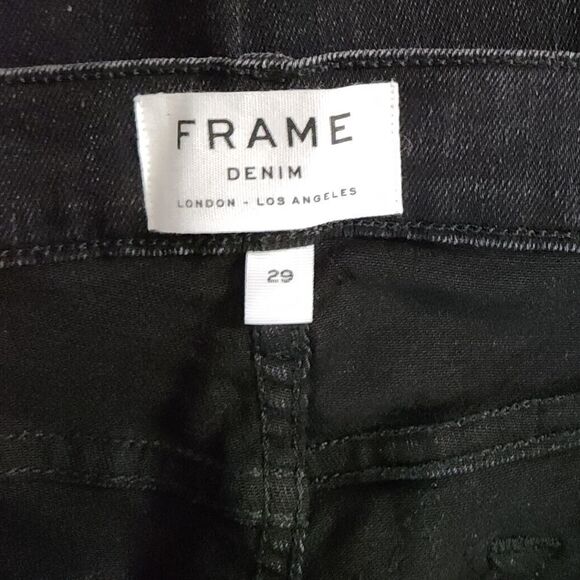 FRAME
DENIM
LONDON - LOS ANGELES
29